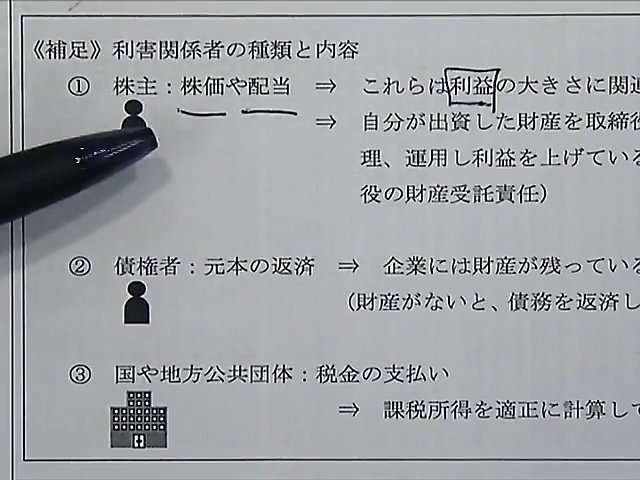 《補足》利害関係者の種類と内容
① 株主：株価や配当 ⇒ これらは利益の大きさに関連
⇒ 自分が出資した財産を取締役
理、運用し利益を上げている
役の財産受託責任）
② 債権者：元本の返済 ⇒ 企業には財産が残っている
（財産がないと、債務を返済し
③ 国や地方公共団体：税金の支払い
⇒ 課税所得を適正に計算して